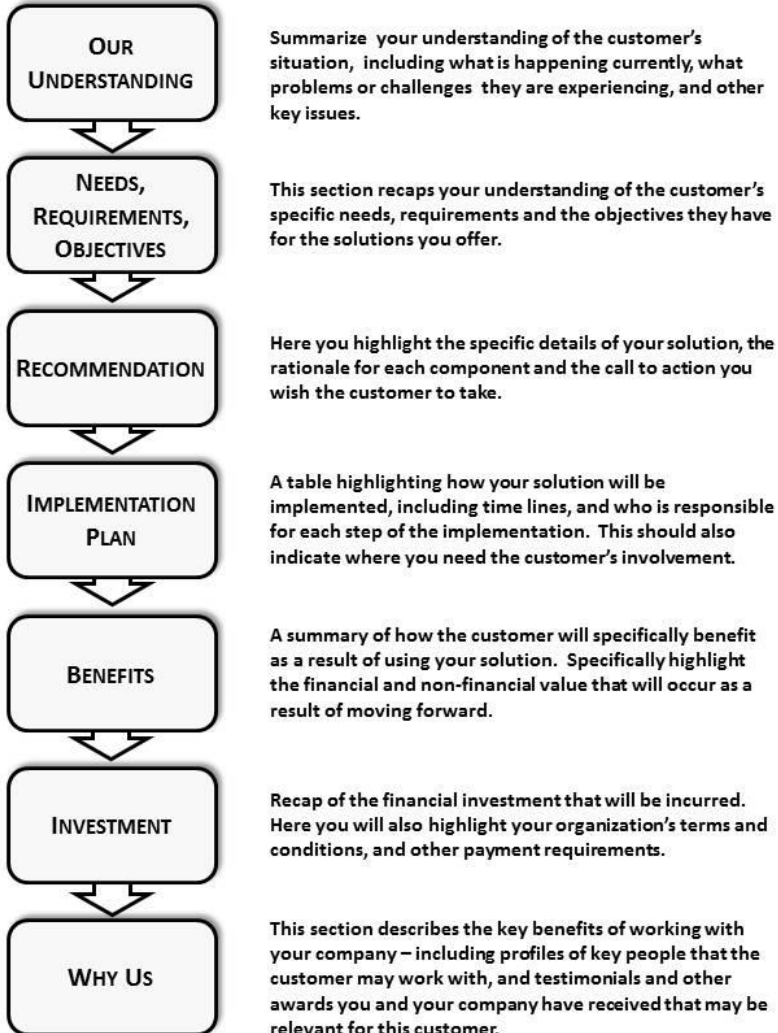 OUR
UNDERSTANDING
Summarize your understanding of the customer's
situation, including what is happening currently, what
problems or challenges they are experiencing, and other
key issues.
NEEDS,
REQUIREMENTS,
OBJECTIVES
This section recaps your understanding of the customer's
specific needs, requirements and the objectives they have
for the solutions you offer.
RECOMMENDATION
Here you highlight the specific details of your solution, the
rationale for each component and the call to action you
wish the customer to take.
IMPLEMENTATION
PLAN
A table highlighting how your solution will be
implemented, including time lines, and who is responsible
for each step of the implementation. This should also
indicate where you need the customer's involvement.
BENEFITS
A summary of how the customer will specifically benefit
as a result of using your solution. Specifically highlight
the financial and non-financial value that will occur as a
result of moving forward.
INVESTMENT
Recap of the financial investment that will be incurred.
Here you will also highlight your organization's terms and
conditions, and other payment requirements.
WHY US
This section describes the key benefits of working with
your company – including profiles of key people that the
customer may work with, and testimonials and other
awards you and your company have received that may be
relevant for this customer.